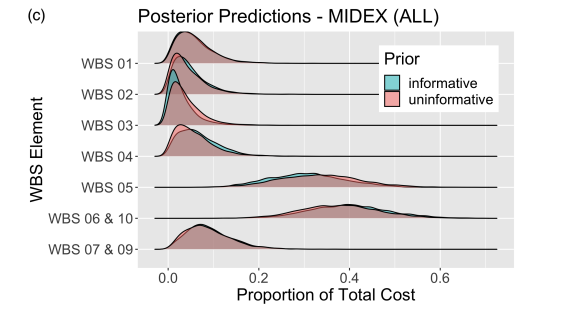 (c)
Posterior Predictions - MIDEX (ALL)
Prior
informative
uninformative
WBS Element
WBS 01
WBS 02
WBS 03
WBS 04
WBS 05
WBS 06 & 10
WBS 07 & 09
0.0 0.2 0.4 0.6
Proportion of Total Cost